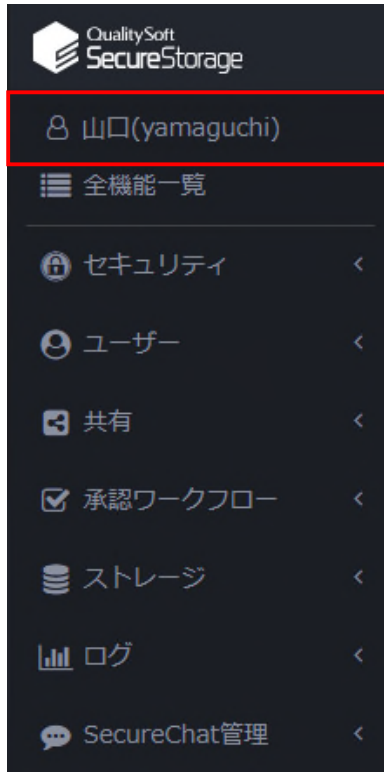 QualitySoft
SecureStorage
山口(yamaguchi)
全機能一覧
セキュリティ
ユーザー
共有
承認ワークフロー
ストレージ
ログ
SecureChat管理